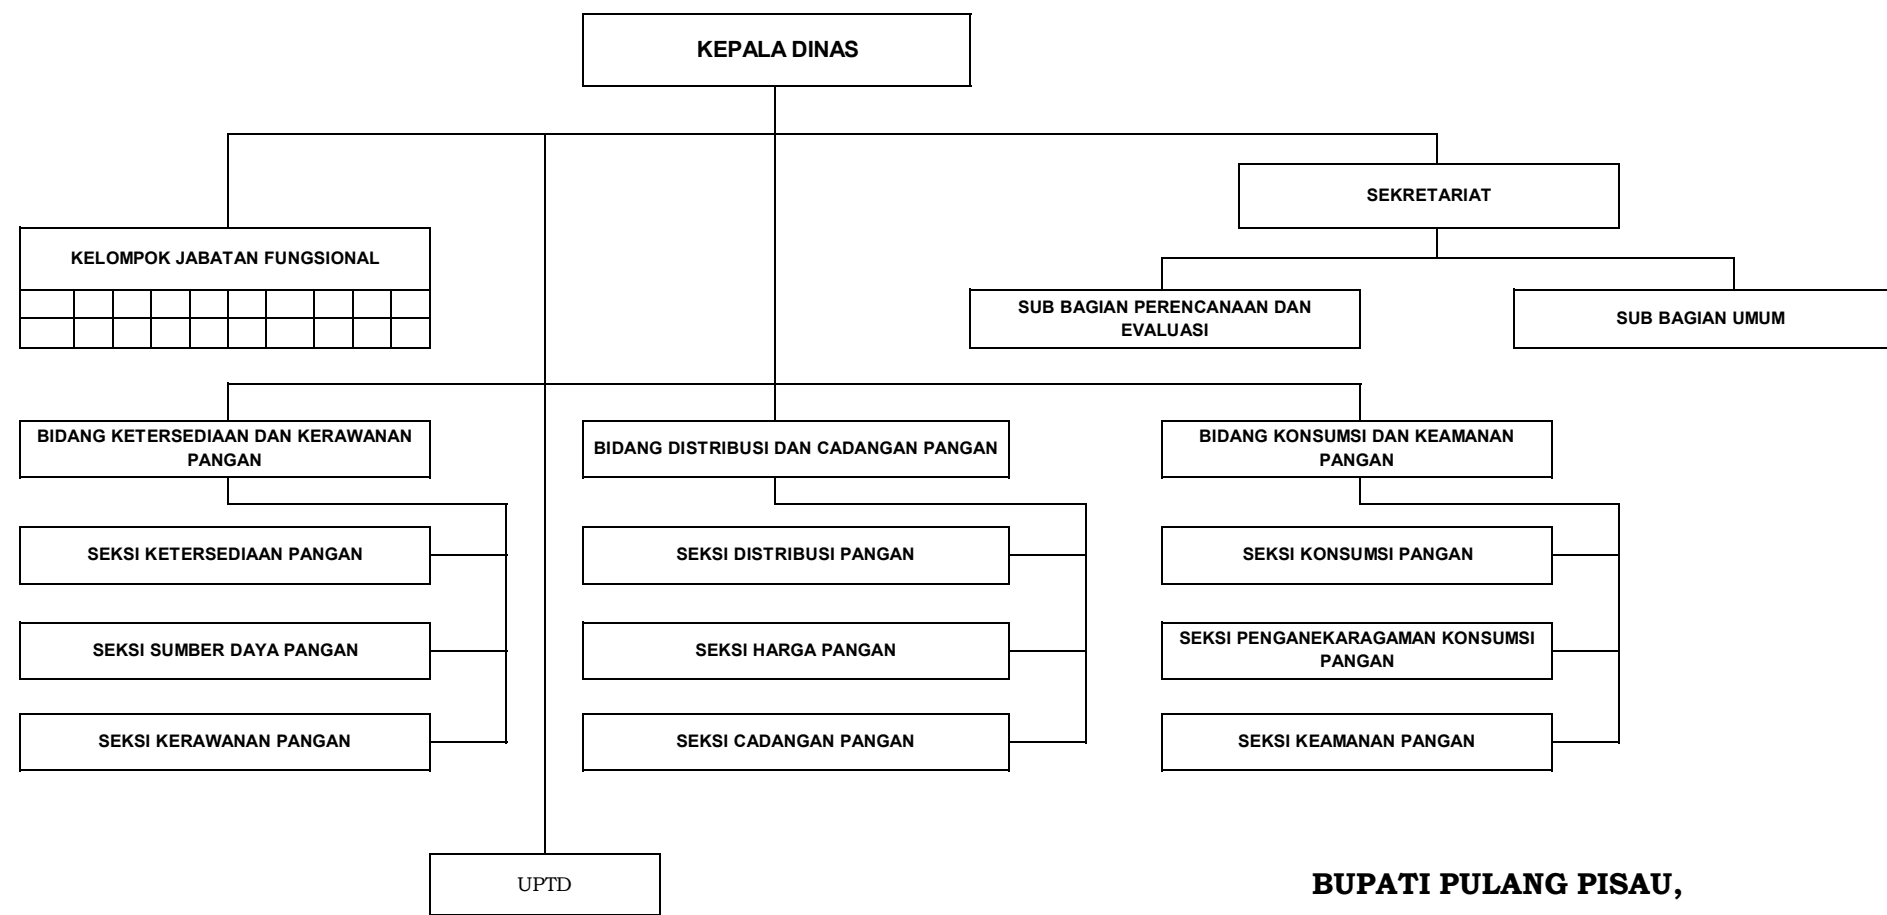 KEPALA DINAS
SEKRETARIAT
KELOMPOK JABATAN FUNGSIONAL
SUB BAGIAN PERENCANAAN DAN
EVALUASI
SUB BAGIAN UMUM
BIDANG KETERSEDIAAN DAN KERAWANAN
PANGAN
BIDANG DISTRIBUSI DAN CADANGAN PANGAN
BIDANG KONSUMSI DAN KEAMANAN
PANGAN
SEKSI KETERSEDIAAN PANGAN
SEKSI DISTRIBUSI PANGAN
SEKSI KONSUMSI PANGAN
SEKSI SUMBER DAYA PANGAN
SEKSI HARGA PANGAN
SEKSI PENGANEKARAGAMAN KONSUMSI
PANGAN
SEKSI KERAWANAN PANGAN
SEKSI CADANGAN PANGAN
SEKSI KEAMANAN PANGAN
UPTD
BUPATI PULANG PISAU,